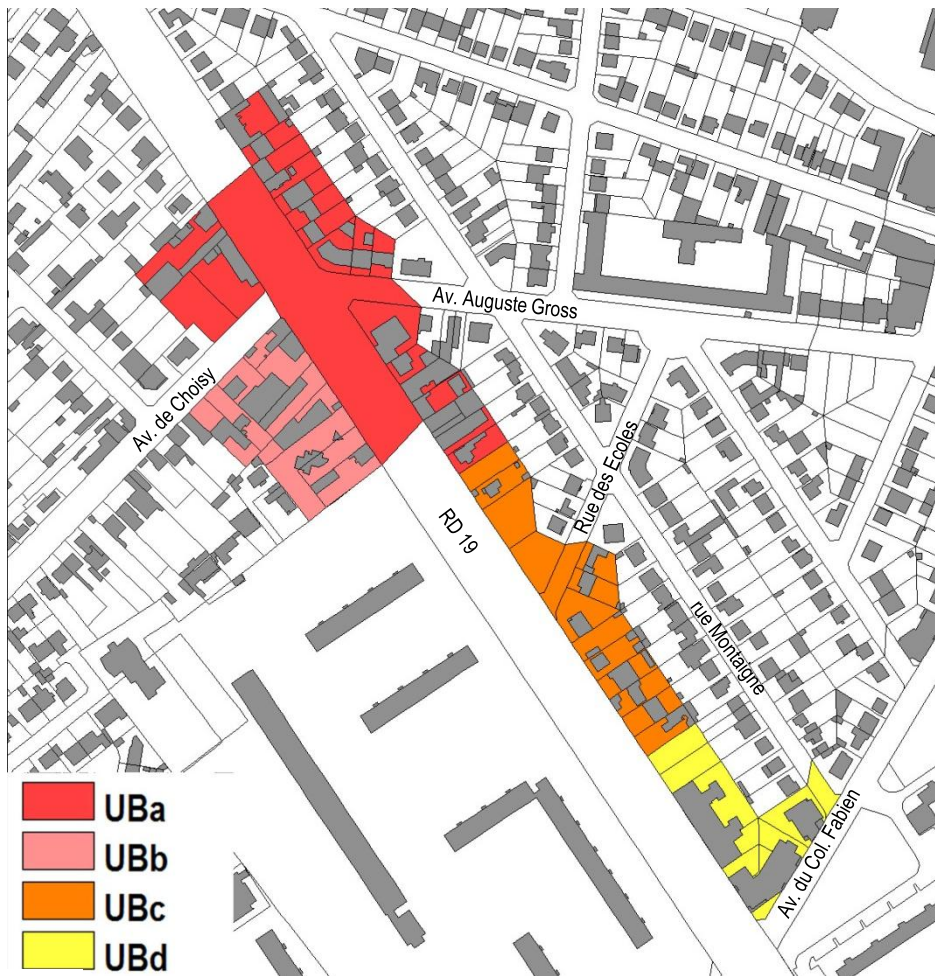 Av. Auguste Gross
Av. de Choisy
Rue des Ecoles
RD 19
rue Montaigne
Av. du Col. Fabien
UBa
UBb
UBc
UBd